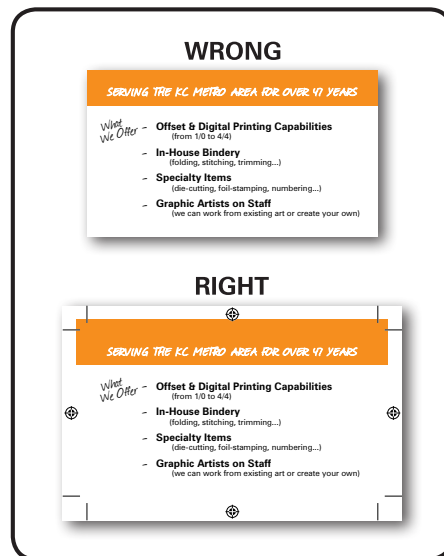 WRONG
SERVING THE KC METRO AREA FOR OVER 47 YEARS
What
We Offer
- Offset & Digital Printing Capabilities
(from 1/0 to 4/4)
- In-House Bindery
(folding, stitching, trimming...)
- Specialty Items
(die-cutting, foil-stamping, numbering...)
- Graphic Artists on Staff
(we can work from existing art or create your own)
RIGHT
SERVING THE KC METRO AREA FOR OVER 47 YEARS
What
We Offer
- Offset & Digital Printing Capabilities
(from 1/0 to 4/4)
- In-House Bindery
(folding, stitching, trimming...)
- Specialty Items
(die-cutting, foil-stamping, numbering...)
- Graphic Artists on Staff
(we can work from existing art or create your own)